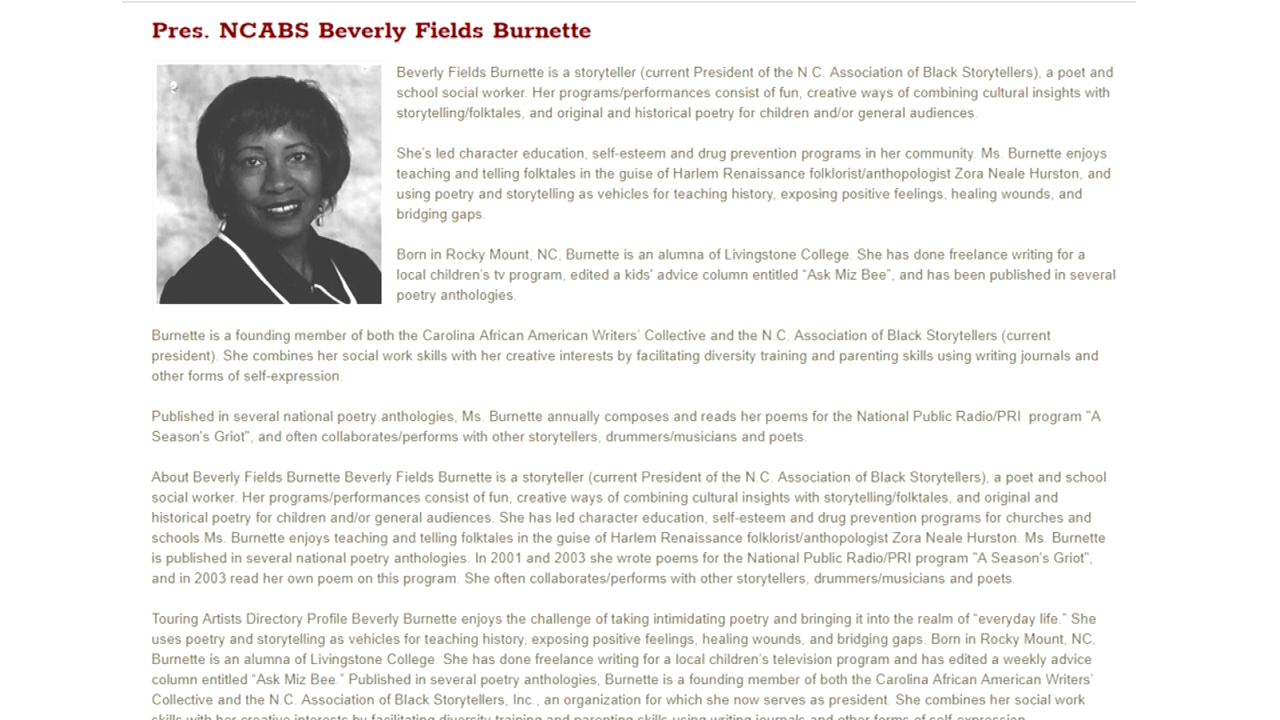 Pres. NCABS Beverly Fields Burnette
Beverly Fields Burnette is a storyteller (current President of the N.C. Association of Black Storytellers), a poet and
school social worker. Her programs/performances consist of fun, creative ways of combining cultural insights with
storytelling/folktales, and original and historical poetry for children and/or general audiences.
She's led character education, self-esteem and drug prevention programs in her community. Ms. Burnette enjoys
teaching and telling folktales in the guise of Harlem Renaissance folklorist/anthopologist Zora Neale Hurston, and
using poetry and storytelling as vehicles for teaching history, exposing positive feelings, healing wounds, and
bridging gaps.
Born in Rocky Mount, NC, Burnette is an alumna of Livingstone College. She has done freelance writing for a
local children's tv program, edited a kids' advice column entitled “Ask Miz Bee”, and has been published in several
poetry anthologies.
Burnette is a founding member of both the Carolina African American Writers' Collective and the N.C. Association of Black Storytellers (current
president). She combines her social work skills with her creative interests by facilitating diversity training and parenting skills using writing journals and
other forms of self-expression.
Published in several national poetry anthologies, Ms. Burnette annually composes and reads her poems for the National Public Radio/PRI program "A
Season's Griot", and often collaborates/performs with other storytellers, drummers/musicians and poets.
About Beverly Fields Burnette Beverly Fields Burnette is a storyteller (current President of the N.C. Association of Black Storytellers), a poet and school
social worker. Her programs/performances consist of fun, creative ways of combining cultural insights with storytelling/folktales, and original and
historical poetry for children and/or general audiences. She has led character education, self-esteem and drug prevention programs for churches and
schools.Ms. Burnette enjoys teaching and telling folktales in the guise of Harlem Renaissance folklorist/anthopologist Zora Neale Hurston. Ms. Burnette
is published in several national poetry anthologies. In 2001 and 2003 she wrote poems for the National Public Radio/PRI program "A Season's Griot",
and in 2003 read her own poem on this program. She often collaborates/performs with other storytellers, drummers/musicians and poets.
Touring Artists Directory Profile Beverly Burnette enjoys the challenge of taking intimidating poetry and bringing it into the realm of “everyday life.” She
uses poetry and storytelling as vehicles for teaching history, exposing positive feelings, healing wounds, and bridging gaps. Born in Rocky Mount, NC,
Burnette is an alumna of Livingstone College. She has done freelance writing for a local children's television program and has edited a weekly advice
column entitled “Ask Miz Bee.” Published in several poetry anthologies, Burnette is a founding member of both the Carolina African American Writers'
Collective and the N.C. Association of Black Storytellers, Inc., an organization for which she now serves as president. She combines her social work
skills with her creative interests by facilitating diversity training and parenting skills using writing journals and other forms of self-expression.